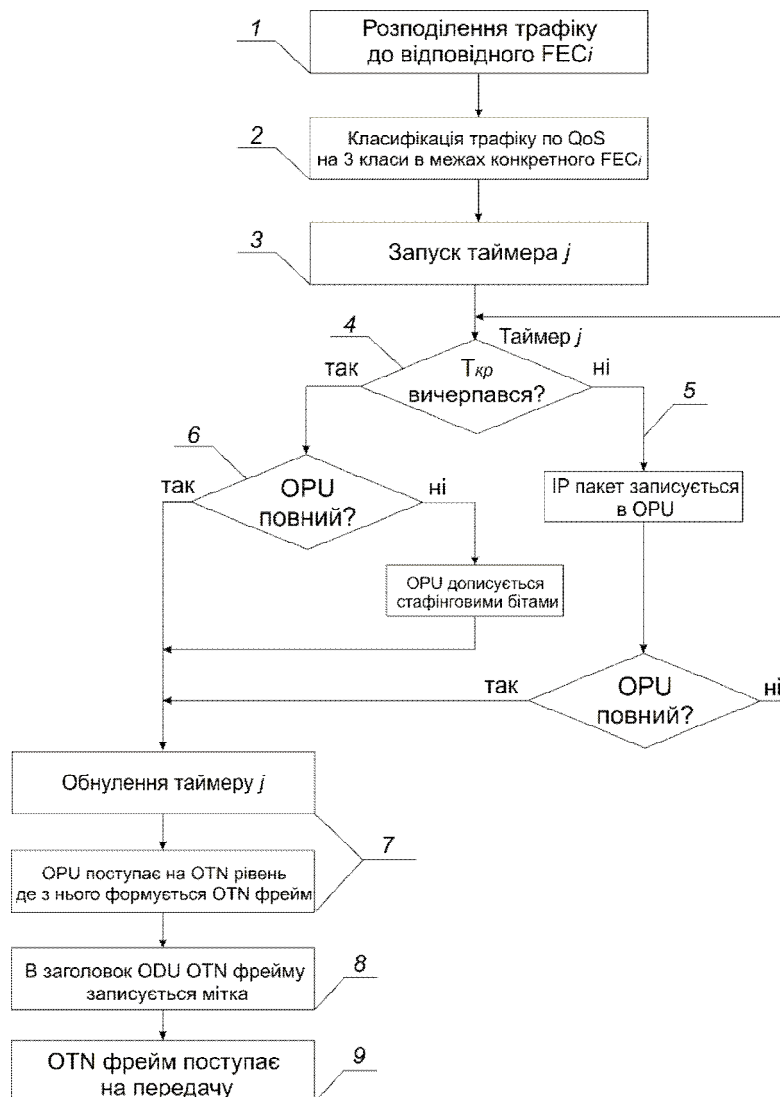 1
Розподілення трафіку
до відповідного FECi
2
Класифікація трафіку по QoS
на 3 класи в межах конкретного FECi
3
Запуск таймера j
4
Таймер j
так
Ткр
вичерпався?
ні
5
6
так
OPU
повний?
ні
IP пакет записується
в OPU
OPU дописується
стафінговими бітами
так
OPU
повний?
ні
Обнулення таймеру j
7
OPU поступає на OTN рівень
де з нього формується OTN фрейм
В заголовок ODU OTN фрейму
записується мітка
8
OTN фрейм поступає
на передачу
9